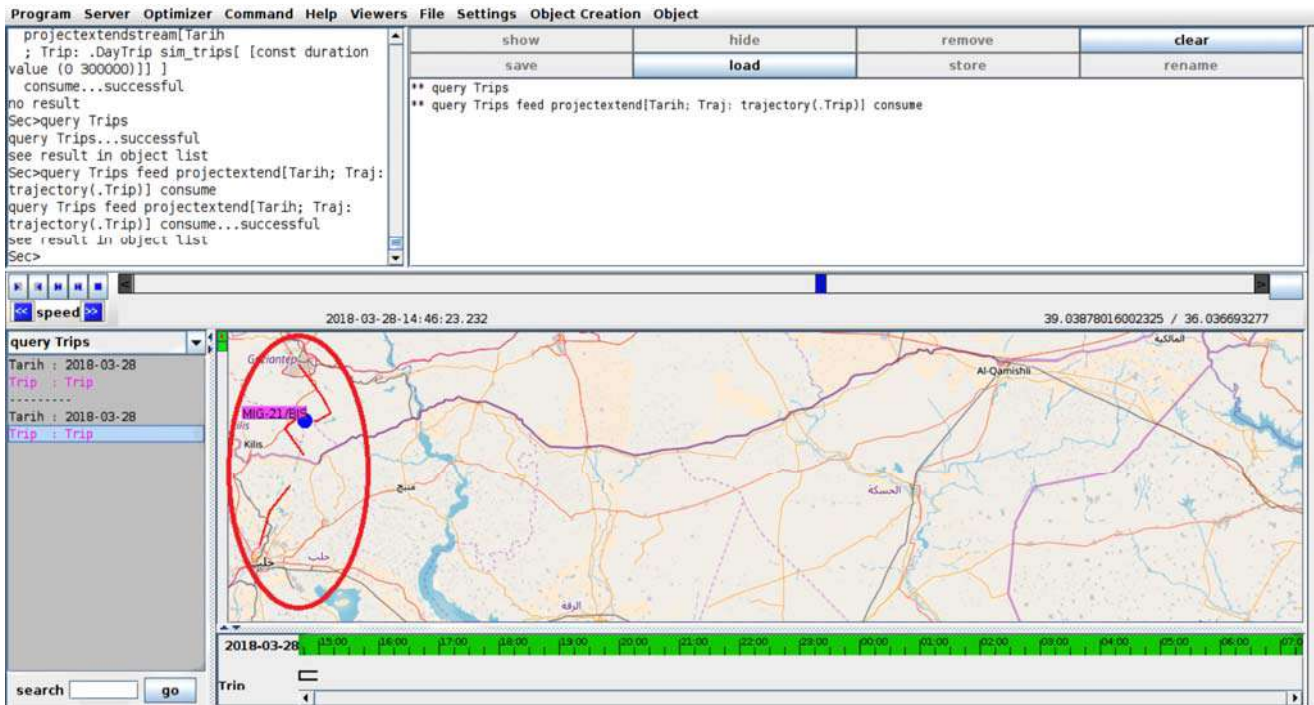 Program Server Optimizer Command Help Viewers File Settings Object Creation Object
projectextendstream[Tarih
; Trip: .DayTrip sim_trips[ [const duration
value (0 300000)]] ]
consume...successful
no result
Sec>query Trips
query Trips...successful
see result in object list
Sec>query Trips feed projectextend[Tarih; Traj:
trajectory(.Trip)] consume
query Trips feed projectextend[Tarih; Traj:
trajectory(.Trip)] consume...successful
see result in object list
Sec>
show hide remove clear
save load store rename
** query Trips
** query Trips feed projectextend[Tarih; Traj: trajectory(.Trip)] consume
<< speed >>
2018-03-28-14:46:23.232
39.03878016002325 / 36.036693277
query Trips
Tarih : 2018-03-28
Trip : Trip
---------
Tarih : 2018-03-28
Trip : Trip
search go
Gaziantep
المالكية
Al-Qamishli
MIG-21/BIS
Kilis
منبج
الحسكة
حلب
حلب
الرقة
2018-03-28 15:00 16:00 17:00 18:00 19:00 20:00 21:00 22:00 23:00 00:00 01:00 02:00 03:00 04:00 05:00 06:00 07:0
Trin